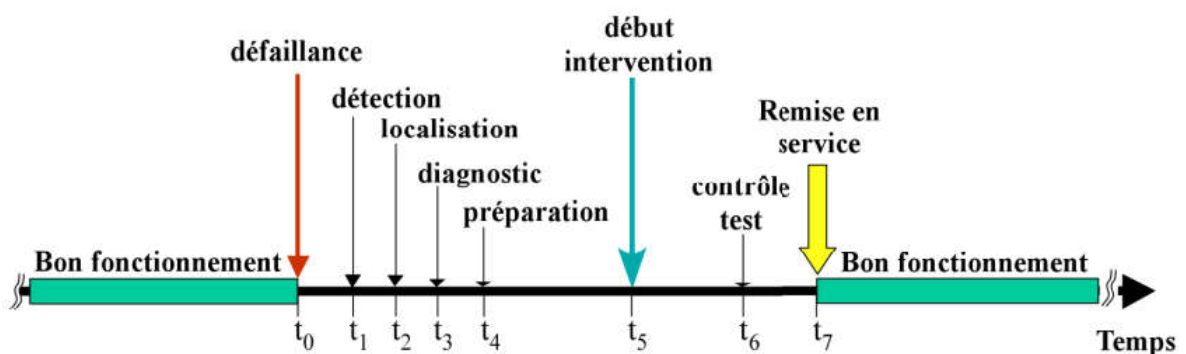 défaillance
détection
localisation
diagnostic
préparation
début
intervention
Remise en
service
contrôle
test
Bon fonctionnement
Bon fonctionnement
t0
t1
t2
t3
t4
t5
t6
t7
Temps